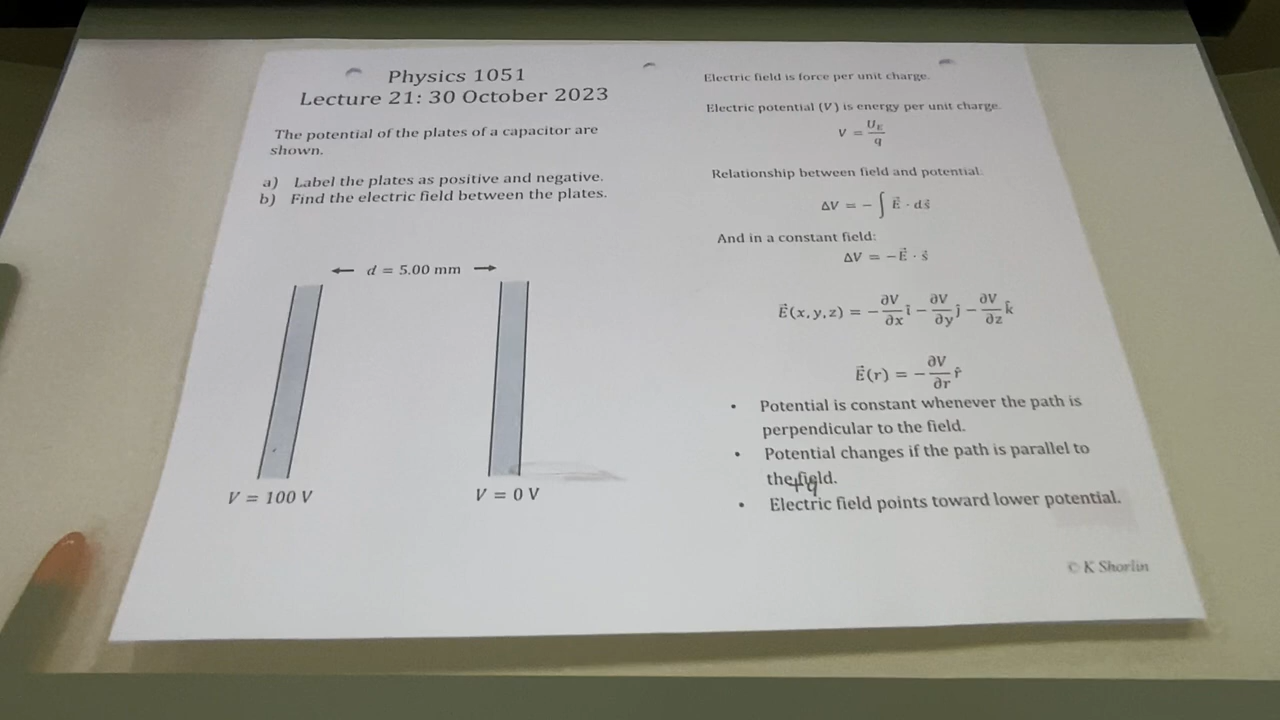 Physics 1051
Lecture 21: 30 October 2023
The potential of the plates of a capacitor are
shown.
a) Label the plates as positive and negative.
b) Find the electric field between the plates.
← d = 5.00 mm →
V = 100 V
V = 0 V
Electric field is force per unit charge.
Electric potential (V) is energy per unit charge.
V = U_E/q
Relationship between field and potential.
ΔV = − ∫ E⃗ · ds⃗
And in a constant field:
ΔV = −E⃗ · s⃗
E⃗(x, y, z) = −∂V/∂x î − ∂V/∂y ĵ − ∂V/∂z k̂
E⃗(r) = −∂V/∂r r̂
• Potential is constant whenever the path is
perpendicular to the field.
• Potential changes if the path is parallel to
the field.
• Electric field points toward lower potential.
© K Shorlin